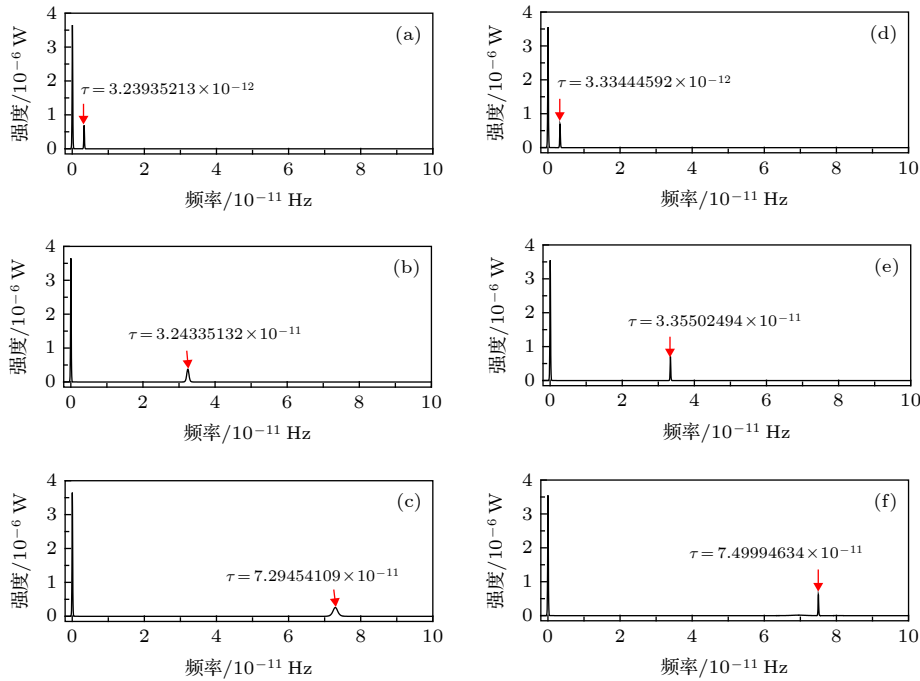 (a)
4
3
2
1
0
强度/10⁻⁶ W
τ = 3.23935213×10⁻¹²
0 2 4 6 8 10
频率/10⁻¹¹ Hz
(d)
4
3
2
1
0
强度/10⁻⁶ W
τ = 3.33444592×10⁻¹²
0 2 4 6 8 10
频率/10⁻¹¹ Hz
(b)
4
3
2
1
0
强度/10⁻⁶ W
τ = 3.24335132×10⁻¹¹
0 2 4 6 8 10
频率/10⁻¹¹ Hz
(e)
4
3
2
1
0
强度/10⁻⁶ W
τ = 3.35502494×10⁻¹¹
0 2 4 6 8 10
频率/10⁻¹¹ Hz
(c)
4
3
2
1
0
强度/10⁻⁶ W
τ = 7.29454109×10⁻¹¹
0 2 4 6 8 10
频率/10⁻¹¹ Hz
(f)
4
3
2
1
0
强度/10⁻⁶ W
τ = 7.49994634×10⁻¹¹
0 2 4 6 8 10
频率/10⁻¹¹ Hz